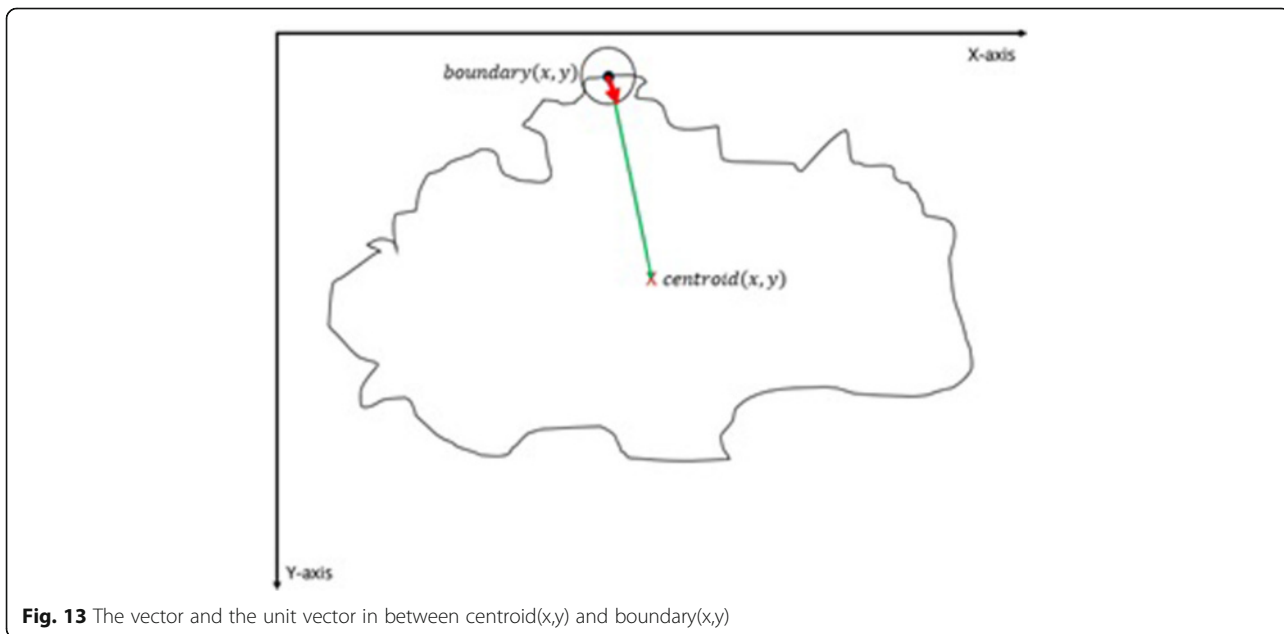 X-axis
boundary(x, y)
X centroid(x, y)
Y-axis
Fig. 13 The vector and the unit vector in between centroid(x,y) and boundary(x,y)